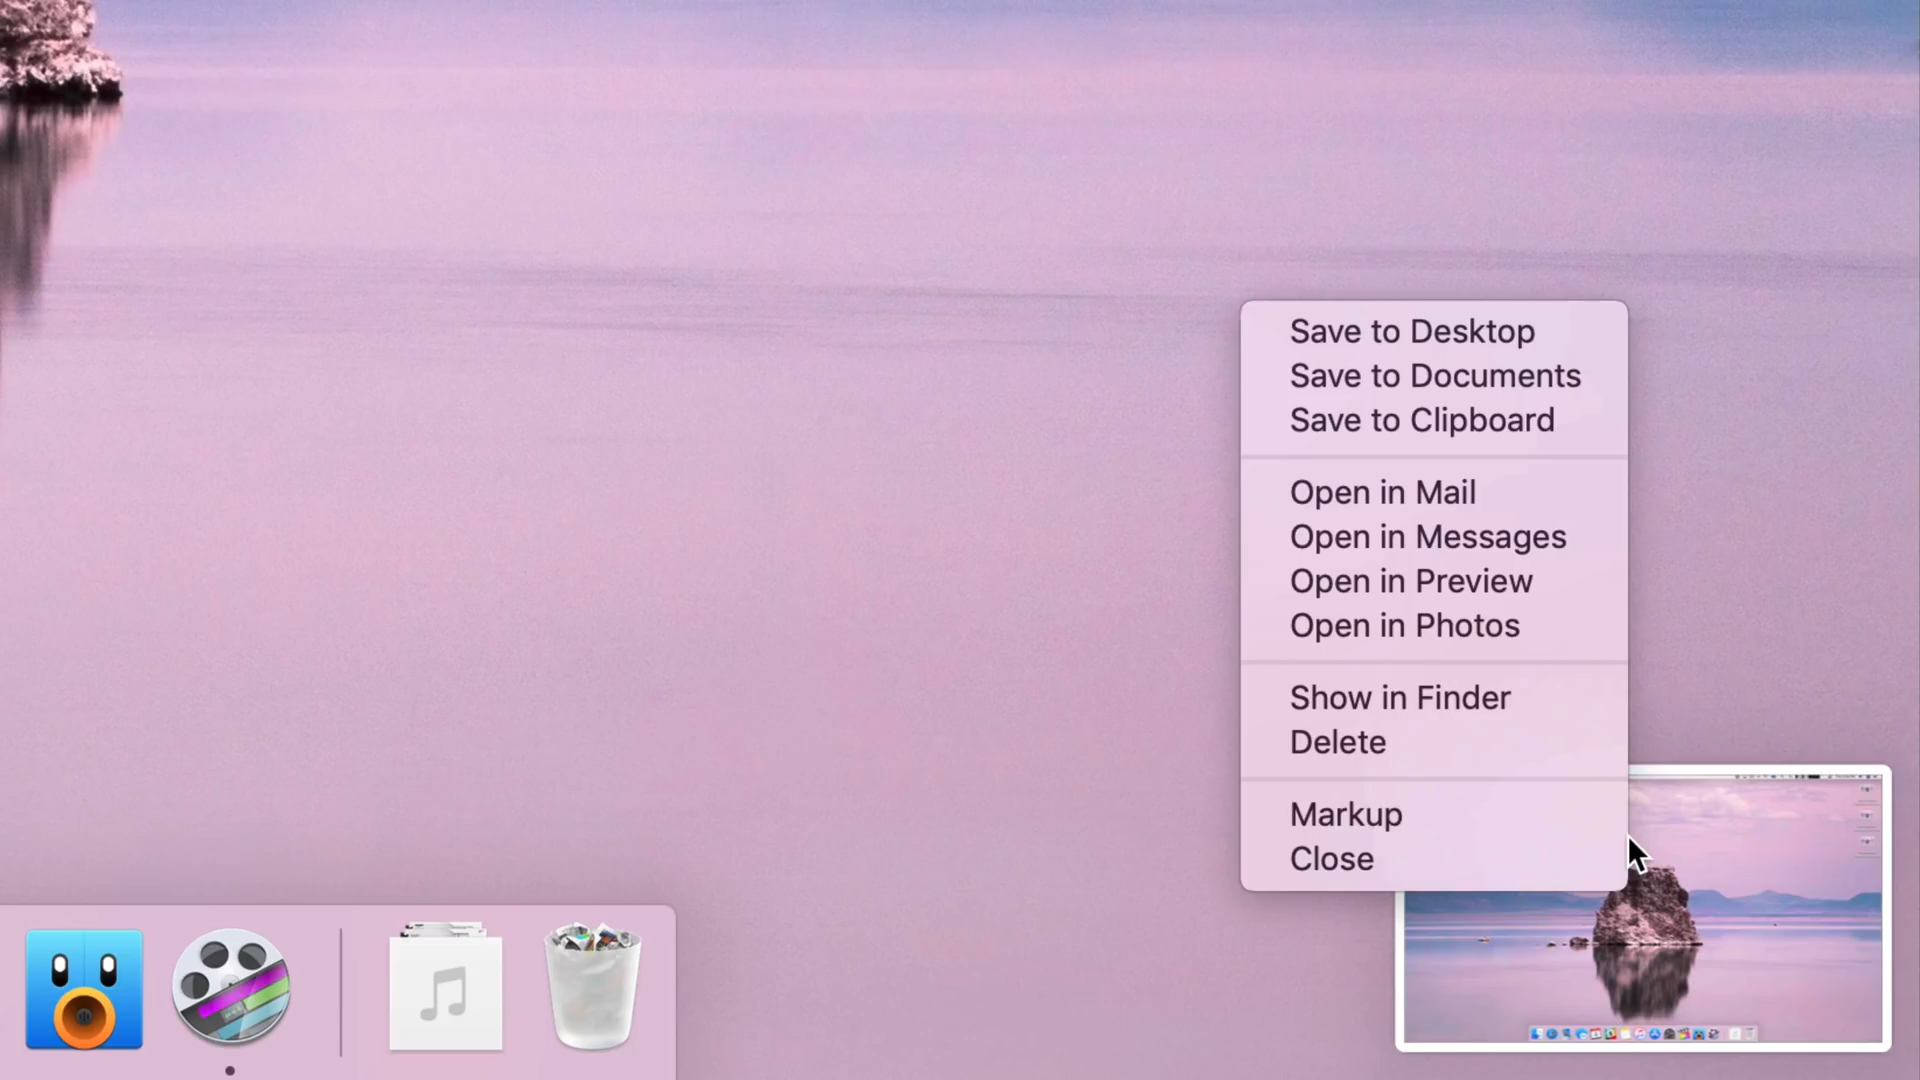 Save to Desktop
Save to Documents
Save to Clipboard
Open in Mail
Open in Messages
Open in Preview
Open in Photos
Show in Finder
Delete
Markup
Close